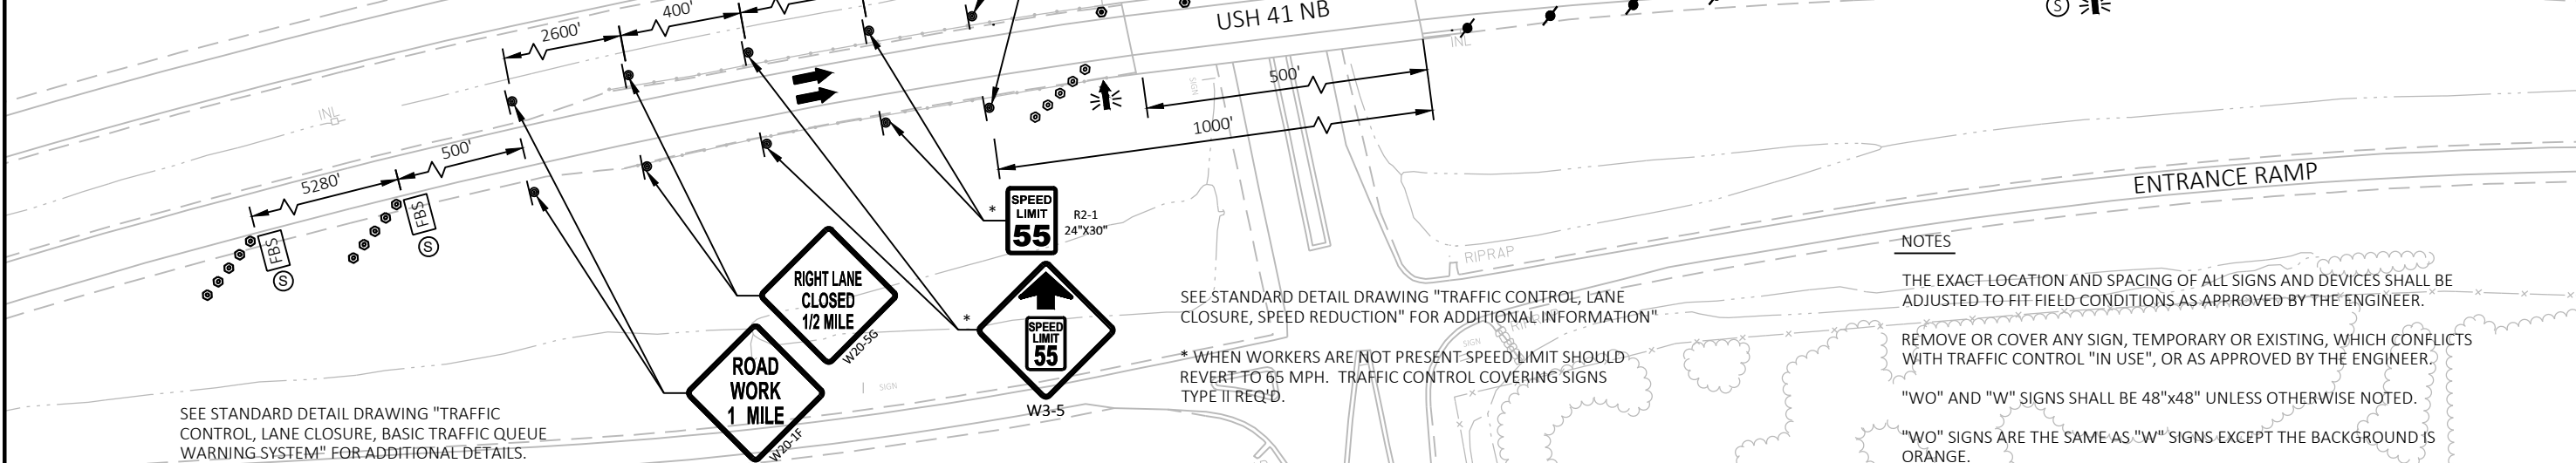 2600'
400'
USH 41 NB
S
INL
INL
SIGN
500'
1000'
500'
5280'
FBS
S
FBS
S
ENTRANCE RAMP
*
SPEED
LIMIT
55
R2-1
24"X30"
RIPRAP
RIGHT LANE
CLOSED
1/2 MILE
W20-5G
*
SPEED
LIMIT
55
W3-5
ROAD
WORK
1 MILE
W20-1F
SIGN
SIGN
SEE STANDARD DETAIL DRAWING "TRAFFIC
CONTROL, LANE CLOSURE, BASIC TRAFFIC QUEUE
WARNING SYSTEM" FOR ADDITIONAL DETAILS.
SEE STANDARD DETAIL DRAWING "TRAFFIC CONTROL, LANE
CLOSURE, SPEED REDUCTION" FOR ADDITIONAL INFORMATION"
* WHEN WORKERS ARE NOT PRESENT SPEED LIMIT SHOULD
REVERT TO 65 MPH. TRAFFIC CONTROL COVERING SIGNS
TYPE II REQ'D.
NOTES
THE EXACT LOCATION AND SPACING OF ALL SIGNS AND DEVICES SHALL BE
ADJUSTED TO FIT FIELD CONDITIONS AS APPROVED BY THE ENGINEER.
REMOVE OR COVER ANY SIGN, TEMPORARY OR EXISTING, WHICH CONFLICTS
WITH TRAFFIC CONTROL "IN USE", OR AS APPROVED BY THE ENGINEER.
"WO" AND "W" SIGNS SHALL BE 48"x48" UNLESS OTHERWISE NOTED.
"WO" SIGNS ARE THE SAME AS "W" SIGNS EXCEPT THE BACKGROUND IS
ORANGE.